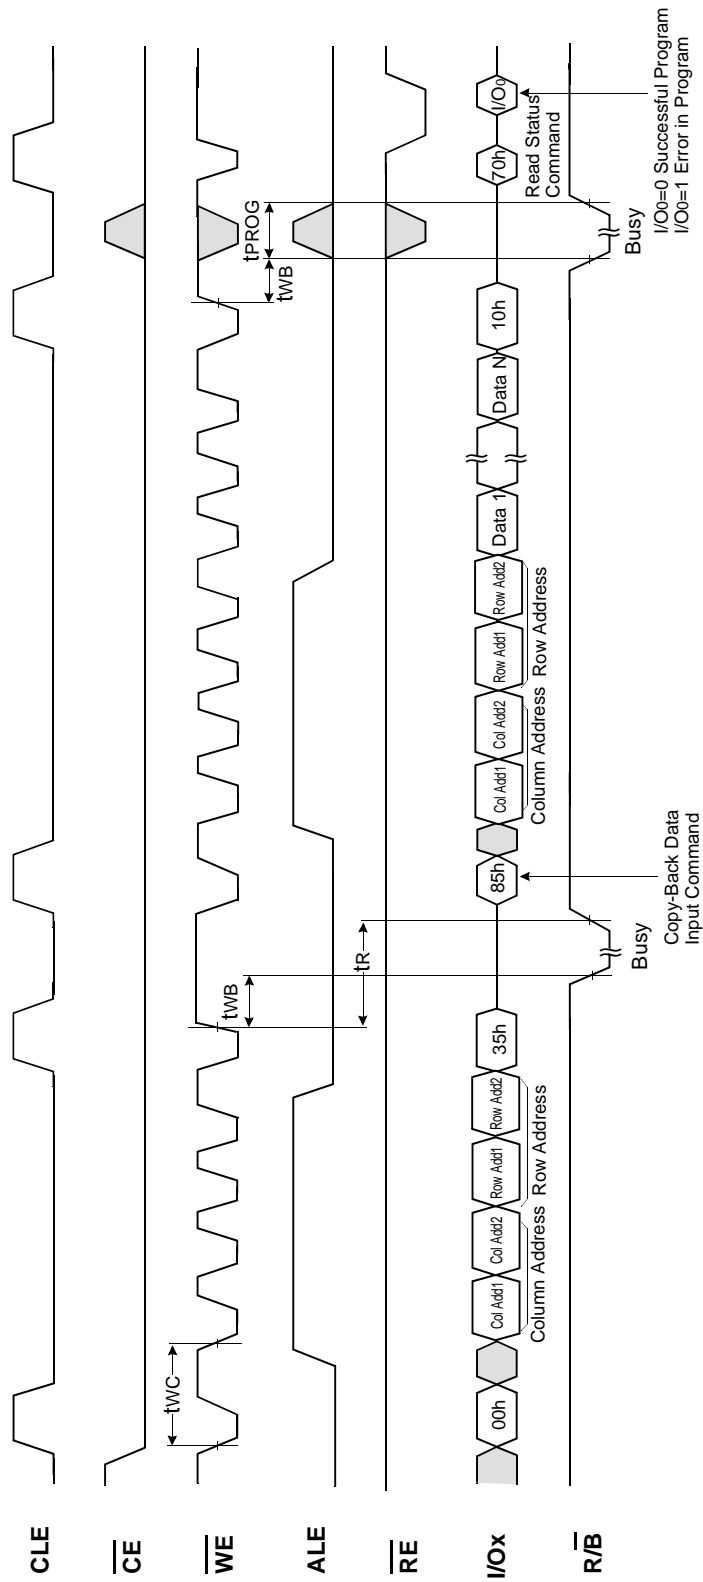 CLE
CE
WE
ALE
RE
I/Ox
R/B
tWC
tWB
tR
tWB
tPROG
00h
Col Add1
Col Add2
Row Add1
Row Add2
35h
85h
Col Add1
Col Add2
Row Add1
Row Add2
Data 1
Data N
10h
70h
I/O0
Column Address
Row Address
Column Address
Row Address
Read Status
Command
Busy
Busy
Copy-Back Data
Input Command
I/O0=0 Successful Program
I/O0=1 Error in Program